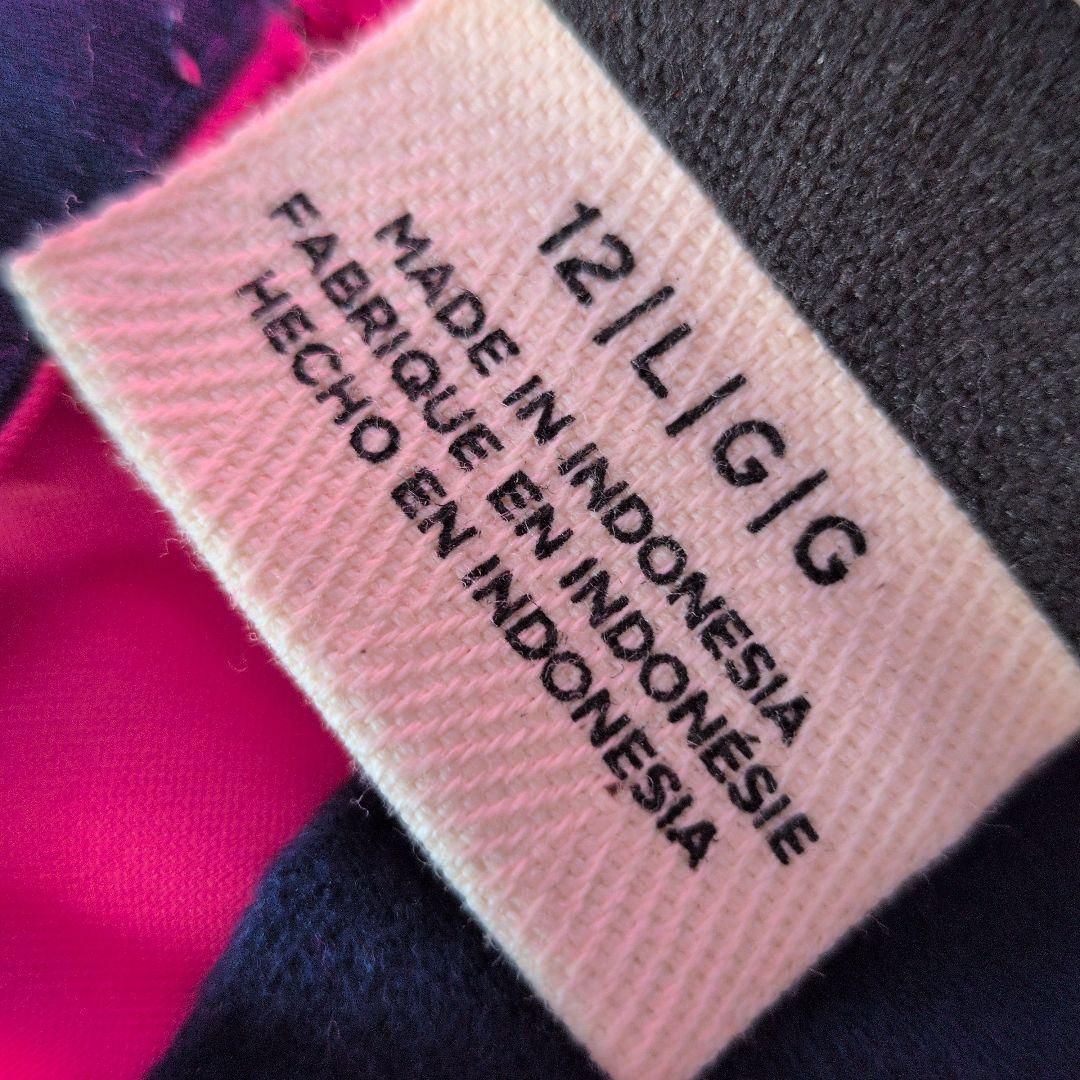 12/L/G/G
MADE IN INDONESIA
FABRIQUE EN INDONÉSIE
HECHO EN INDONESIA